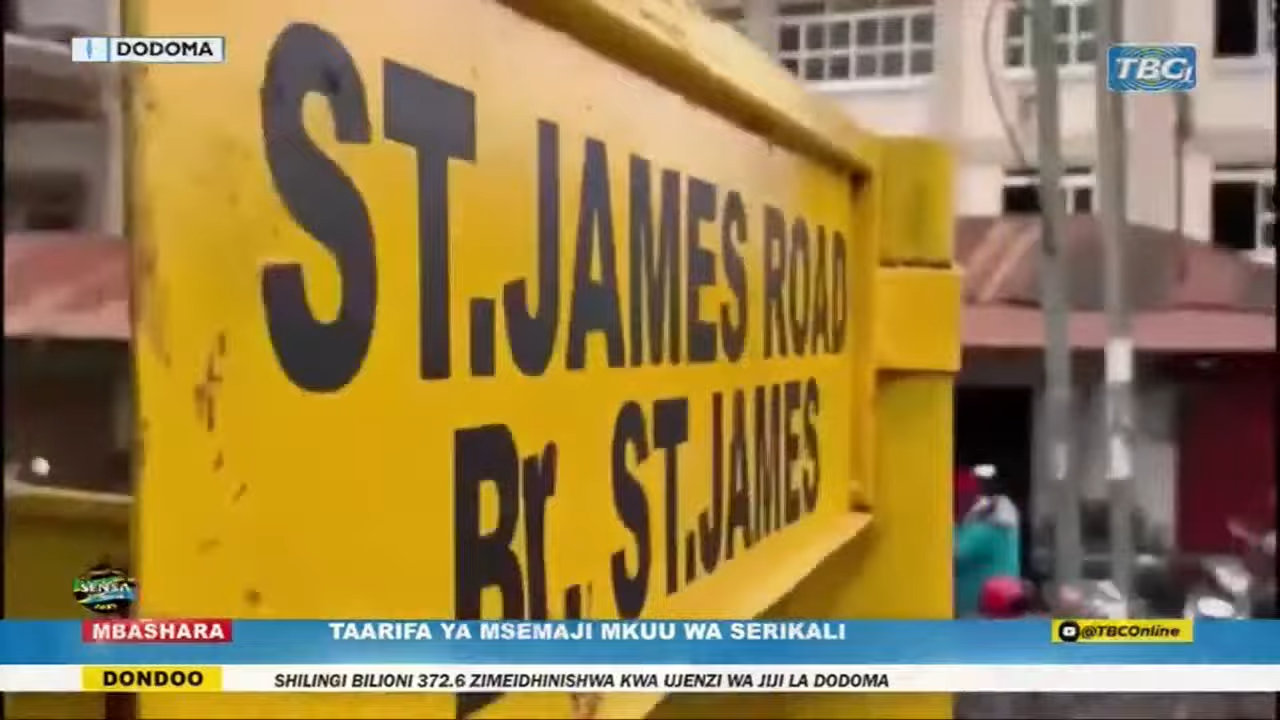 DODOMA
TBC1
ST.JAMES ROAD
Br. ST.JAMES
SENSA
MBASHARA
TAARIFA YA MSEMAJI MKUU WA SERIKALI
@TBCOnline
DONDOO
SHILINGI BILIONI 372.6 ZIMEIDHINISHWA KWA UJENZI WA JIJI LA DODOMA